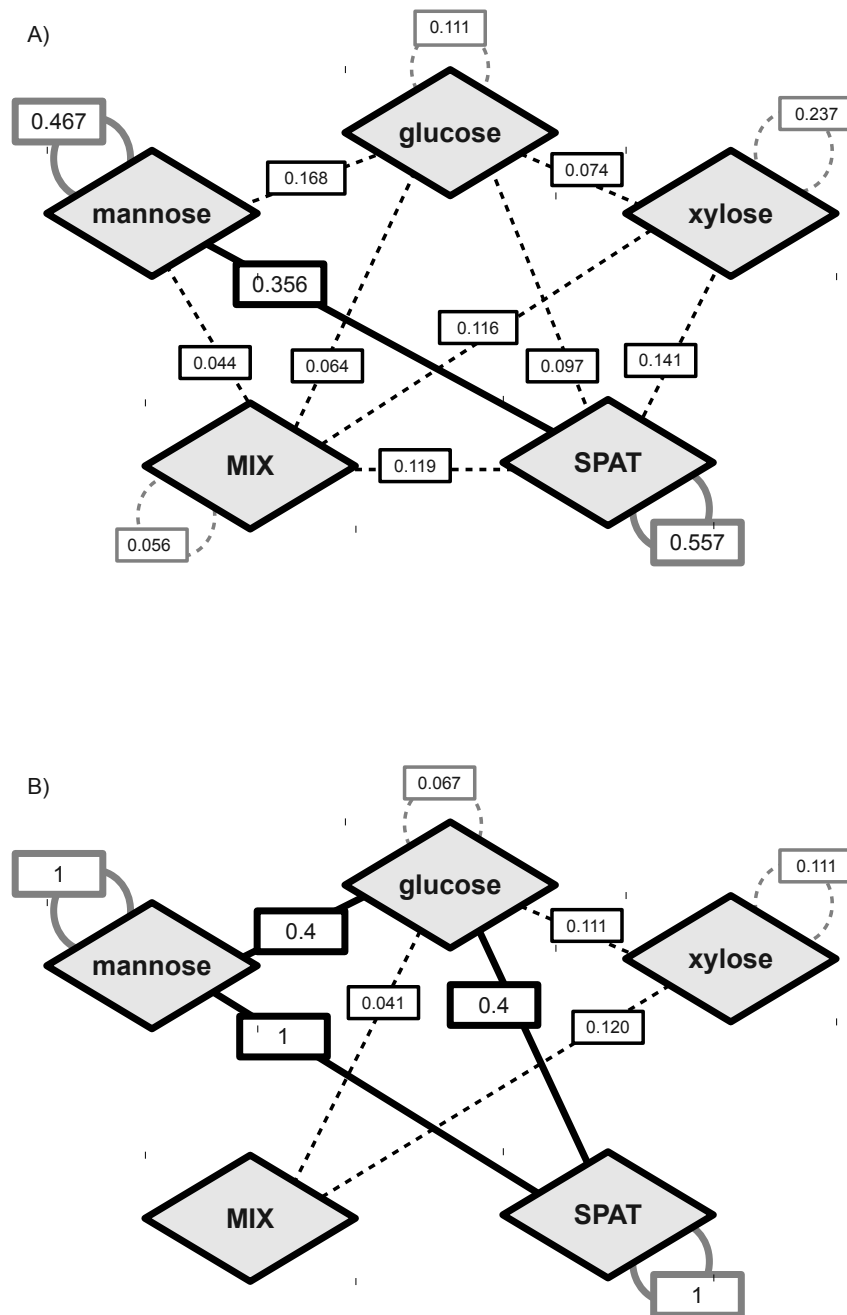 A)
0.111
0.467
glucose
0.237
0.168
0.074
mannose
xylose
0.356
0.116
0.044
0.064
0.097
0.141
MIX
0.119
SPAT
0.056
0.557
B)
0.067
1
glucose
0.111
0.4
0.111
mannose
xylose
0.041
0.4
1
0.120
MIX
SPAT
1